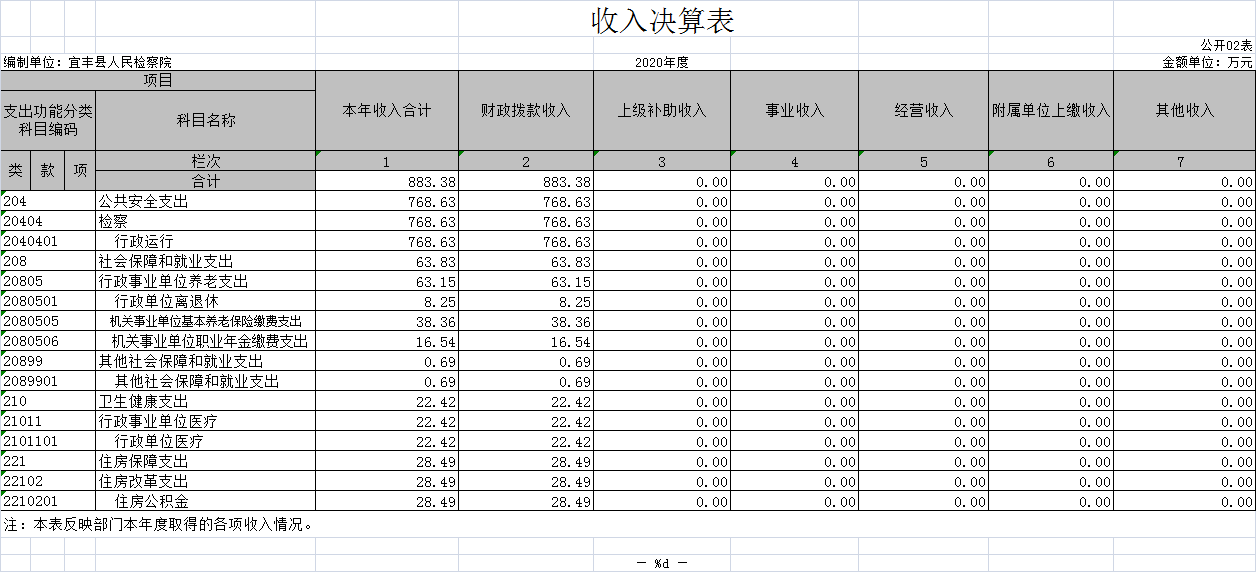 收入决算表
公开02表
编制单位：宜丰县人民检察院 2020年度 金额单位：万元
项目 本年收入合计 财政拨款收入 上级补助收入 事业收入 经营收入 附属单位上缴收入 其他收入
支出功能分类科目编码 科目名称
类 款 项 栏次 1 2 3 4 5 6 7
合计 883.38 883.38 0.00 0.00 0.00 0.00 0.00
204 公共安全支出 768.63 768.63 0.00 0.00 0.00 0.00 0.00
20404 检察 768.63 768.63 0.00 0.00 0.00 0.00 0.00
2040401 行政运行 768.63 768.63 0.00 0.00 0.00 0.00 0.00
208 社会保障和就业支出 63.83 63.83 0.00 0.00 0.00 0.00 0.00
20805 行政事业单位养老支出 63.15 63.15 0.00 0.00 0.00 0.00 0.00
2080501 行政单位离退休 8.25 8.25 0.00 0.00 0.00 0.00 0.00
2080505 机关事业单位基本养老保险缴费支出 38.36 38.36 0.00 0.00 0.00 0.00 0.00
2080506 机关事业单位职业年金缴费支出 16.54 16.54 0.00 0.00 0.00 0.00 0.00
20899 其他社会保障和就业支出 0.69 0.69 0.00 0.00 0.00 0.00 0.00
2089901 其他社会保障和就业支出 0.69 0.69 0.00 0.00 0.00 0.00 0.00
210 卫生健康支出 22.42 22.42 0.00 0.00 0.00 0.00 0.00
21011 行政事业单位医疗 22.42 22.42 0.00 0.00 0.00 0.00 0.00
2101101 行政单位医疗 22.42 22.42 0.00 0.00 0.00 0.00 0.00
221 住房保障支出 28.49 28.49 0.00 0.00 0.00 0.00 0.00
22102 住房改革支出 28.49 28.49 0.00 0.00 0.00 0.00 0.00
2210201 住房公积金 28.49 28.49 0.00 0.00 0.00 0.00 0.00
注：本表反映部门本年度取得的各项收入情况。
— %d —